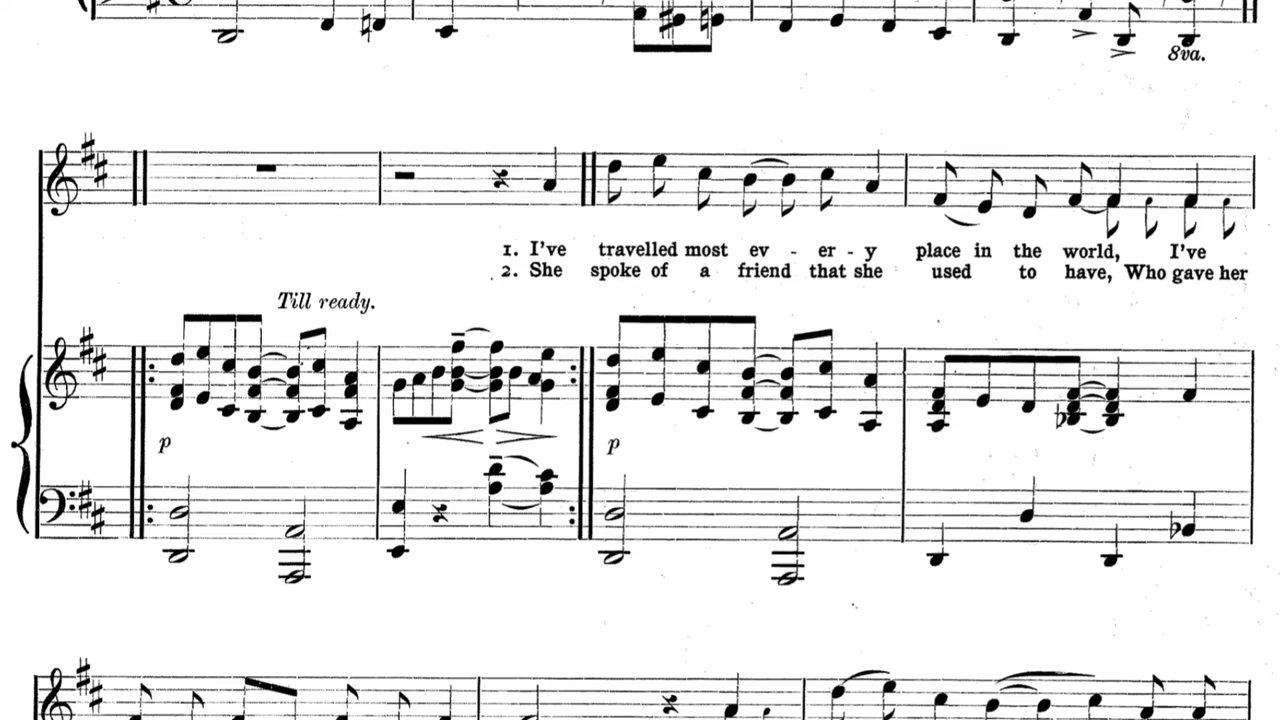 8va.
1. I've travelled most ev - er - y place in the world, I've
2. She spoke of a friend that she used to have, Who gave her
Till ready.
p p